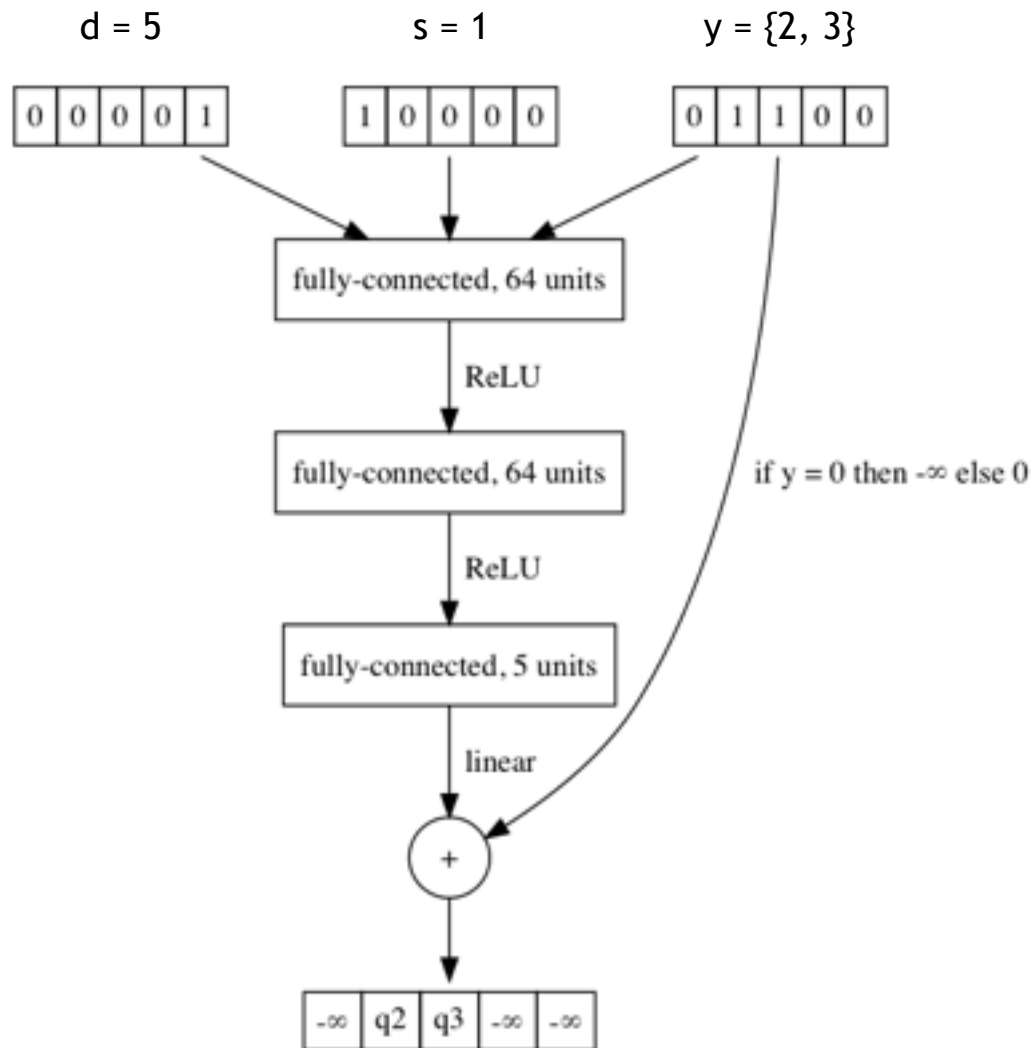 d = 5 s = 1 y = {2, 3}
0 0 0 0 1 1 0 0 0 0 0 1 1 0 0
fully-connected, 64 units
ReLU
fully-connected, 64 units
if y = 0 then -∞ else 0
ReLU
fully-connected, 5 units
linear
+
-∞ q2 q3 -∞ -∞